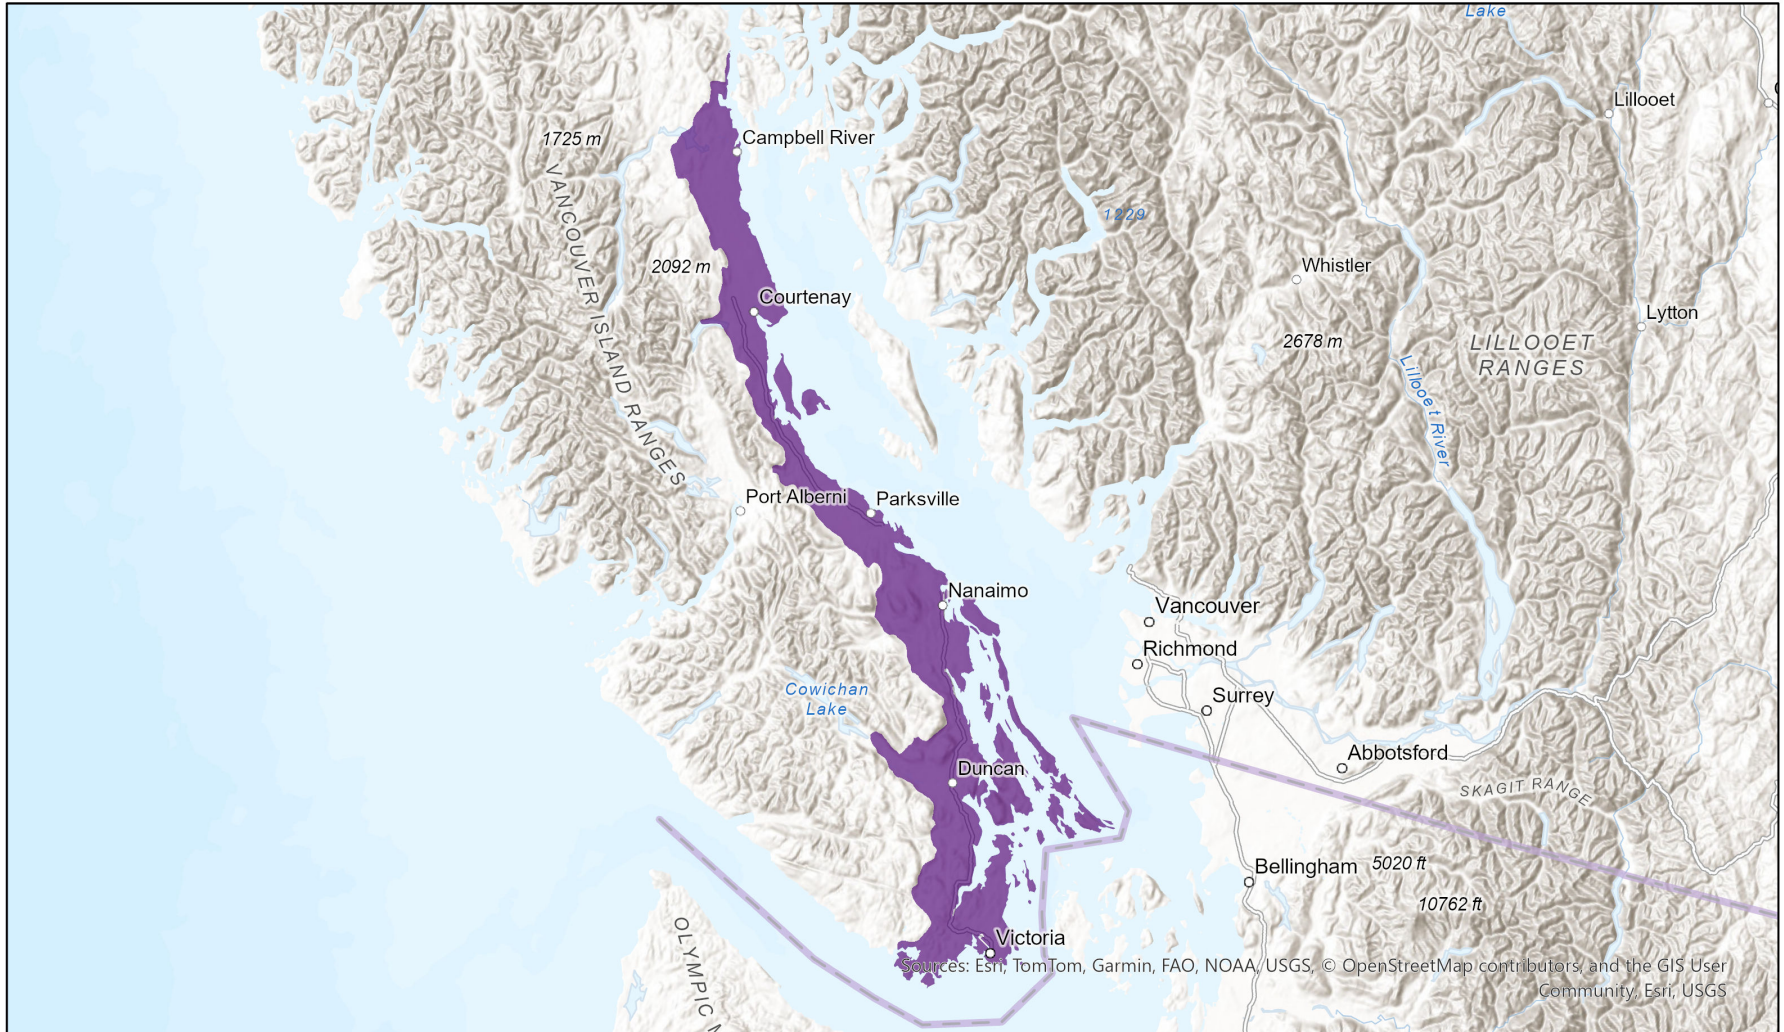 Lake
Lillooet
Campbell River
1725 m
1229
VANCOUVER ISLAND RANGES
2092 m
Whistler
Courtenay
Lytton
2678 m
LILLOOET
RANGES
Lillooet River
Port Alberni
Parksville
Nanaimo
Vancouver
Richmond
Cowichan
Lake
Surrey
Abbotsford
Duncan
SKAGIT RANGE
Bellingham
5020 ft
10762 ft
OLYMPIC
Victoria
Sources: Esri, TomTom, Garmin, FAO, NOAA, USGS, © OpenStreetMap contributors, and the GIS User
Community, Esri, USGS